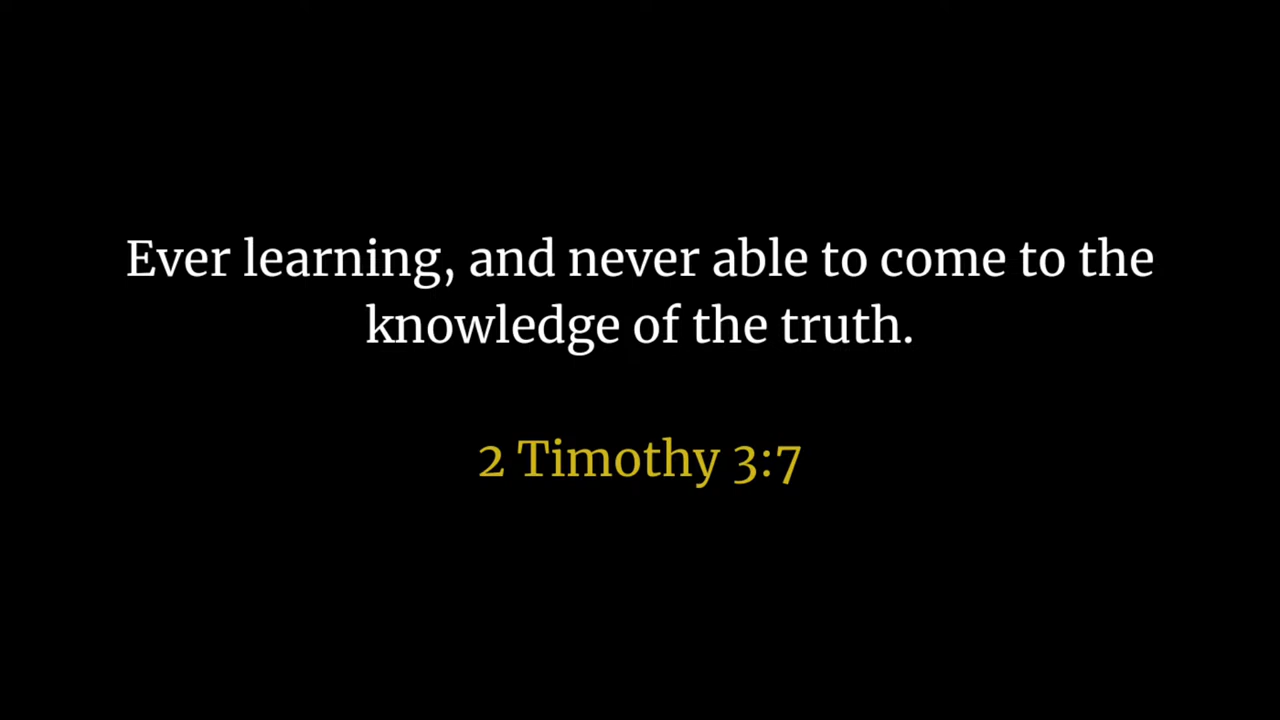 Ever learning, and never able to come to the
knowledge of the truth.
2 Timothy 3:7